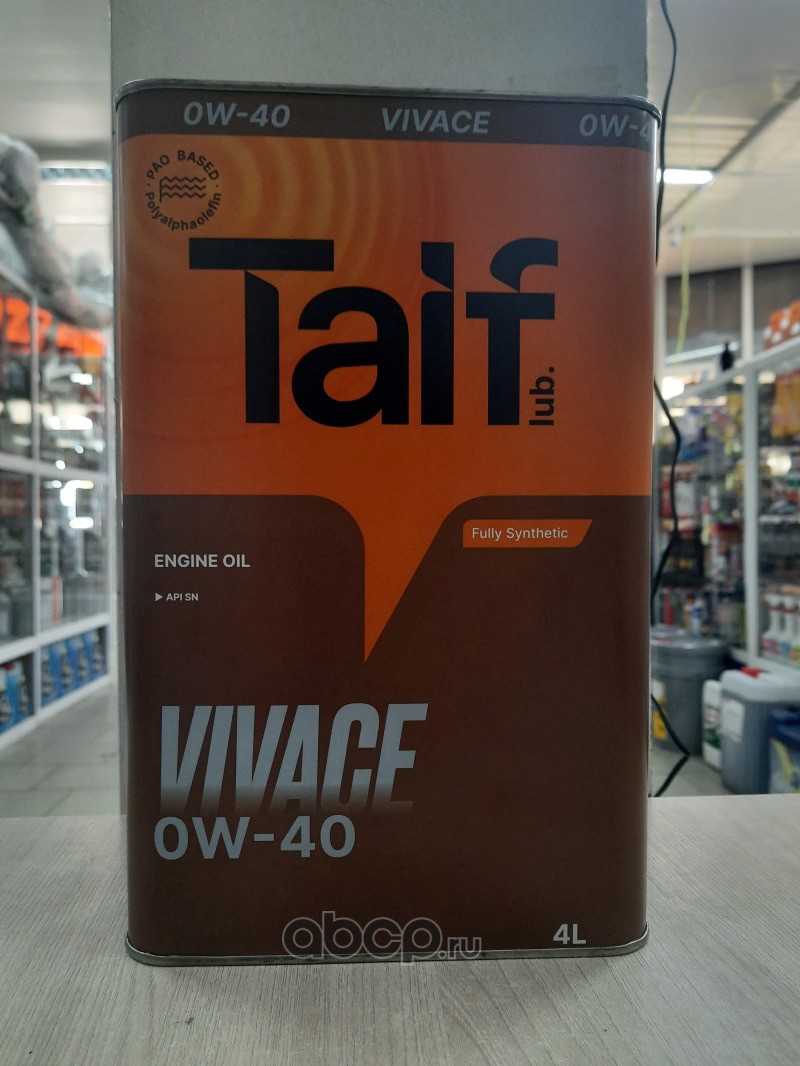 0W-40 VIVACE 0W-4
PAO BASED
Polyalphaolefin
Taif
lub.
Fully Synthetic
ENGINE OIL
▶ API SN
VIVACE
0W-40
4L
abcp.ru